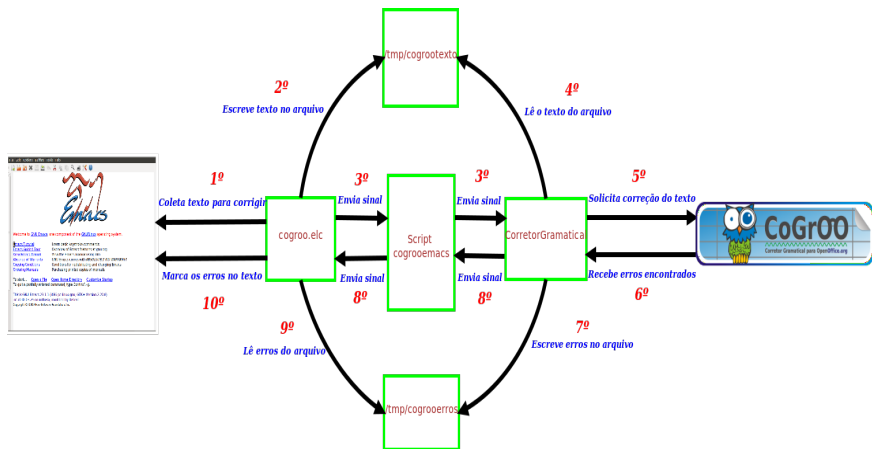 /tmp/cogrootexto
2º
Escreve texto no arquivo
4º
Lê o texto do arquivo
1º
Coleta texto para corrigir
3º
Envia sinal
3º
Envia sinal
5º
Solicita correção do texto
Emacs
cogroo.elc
Script
cogrooemacs
CorretorGramatical
CoGrOO
Corretor Gramatical para OpenOffice.org
Marca os erros no texto
10º
Envia sinal
8º
Envia sinal
8º
Recebe erros encontrados
6º
9º
Lê erros do arquivo
7º
Escreve erros no arquivo
/tmp/cogrooerros